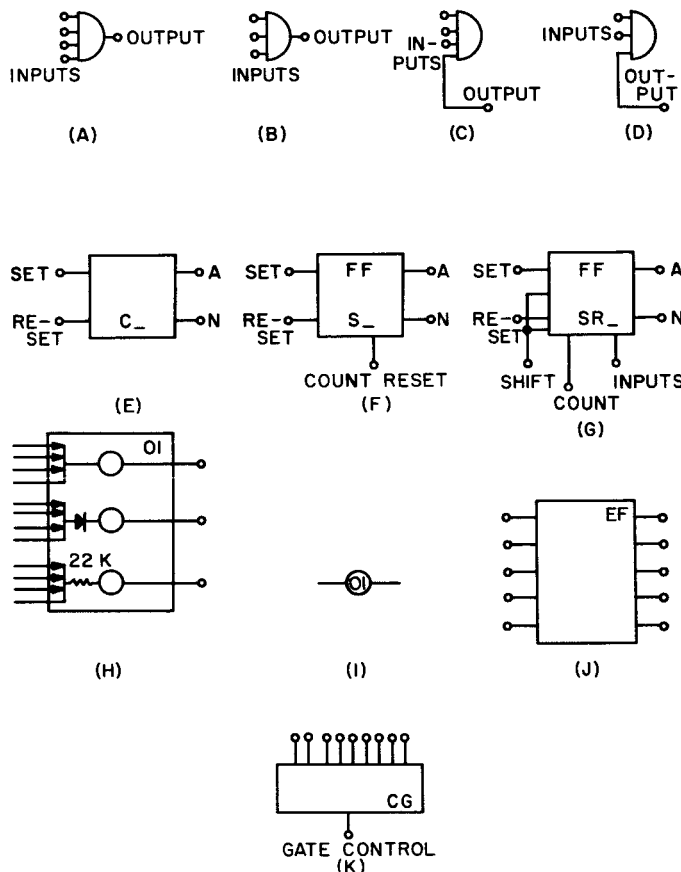 OUTPUT
INPUTS
(A)
OUTPUT
INPUTS
(B)
IN-
PUTS
OUTPUT
(C)
INPUTS
OUT-
PUT
(D)
SET
A
RE-
SET
C_
N
(E)
SET
FF
A
RE-
SET
S_
N
COUNT RESET
(F)
SET
FF
A
RE-
SET
SR_
N
SHIFT
INPUTS
COUNT
(G)
OI
22 K
(H)
OI
(I)
EF
(J)
CG
GATE CONTROL
(K)